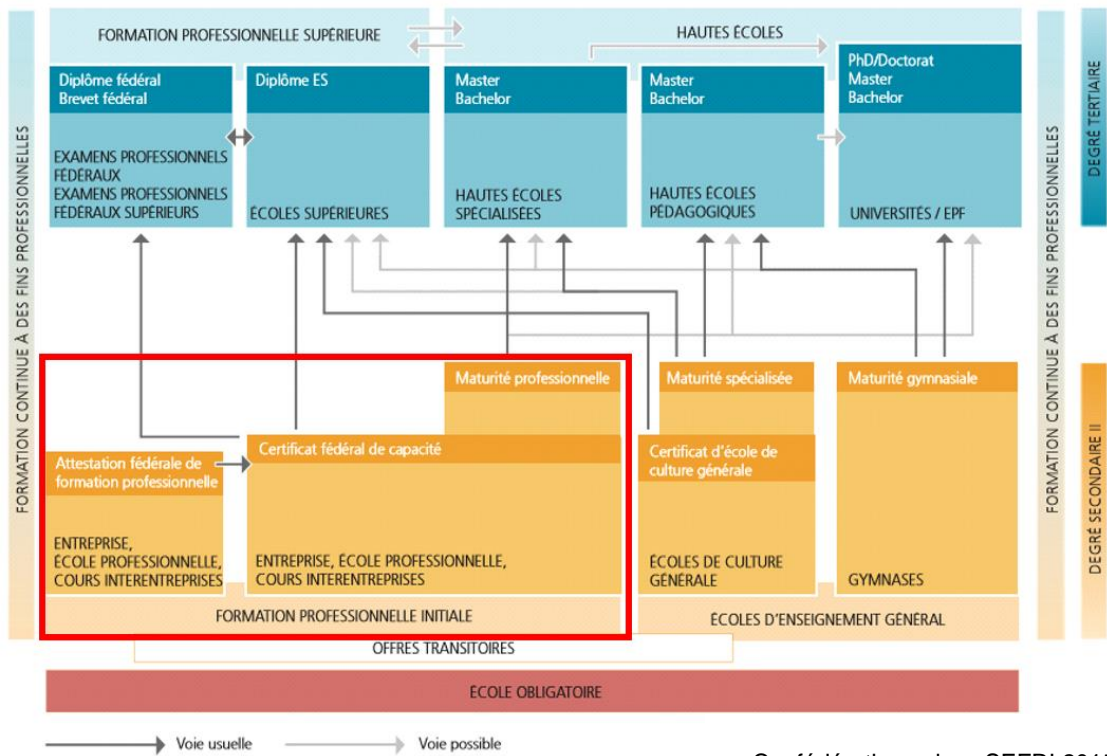 FORMATION PROFESSIONNELLE SUPÉRIEURE
HAUTES ÉCOLES
Diplôme fédéral
Brevet fédéral
EXAMENS PROFESSIONNELS
FÉDÉRAUX
EXAMENS PROFESSIONNELS
FÉDÉRAUX SUPÉRIEURS
Diplôme ES
ÉCOLES SUPÉRIEURES
Master
Bachelor
HAUTES ÉCOLES
SPÉCIALISÉES
Master
Bachelor
HAUTES ÉCOLES
PÉDAGOGIQUES
PhD/Doctorat
Master
Bachelor
UNIVERSITÉS / EPF
FORMATION CONTINUE À DES FINS PROFESSIONNELLES
FORMATION CONTINUE À DES FINS PROFESSIONNELLES
DEGRÉ TERTIAIRE
DEGRÉ SECONDAIRE II
Attestation fédérale de
formation professionnelle
ENTREPRISE,
ÉCOLE PROFESSIONNELLE,
COURS INTERENTREPRISES
Maturité professionnelle
Certificat fédéral de capacité
ENTREPRISE, ÉCOLE PROFESSIONNELLE,
COURS INTERENTREPRISES
Maturité spécialisée
Certificat d'école de
culture générale
ÉCOLES DE CULTURE
GÉNÉRALE
Maturité gymnasiale
GYMNASES
FORMATION PROFESSIONNELLE INITIALE
ÉCOLES D'ENSEIGNEMENT GÉNÉRAL
OFFRES TRANSITOIRES
ÉCOLE OBLIGATOIRE
Voie usuelle
Voie possible